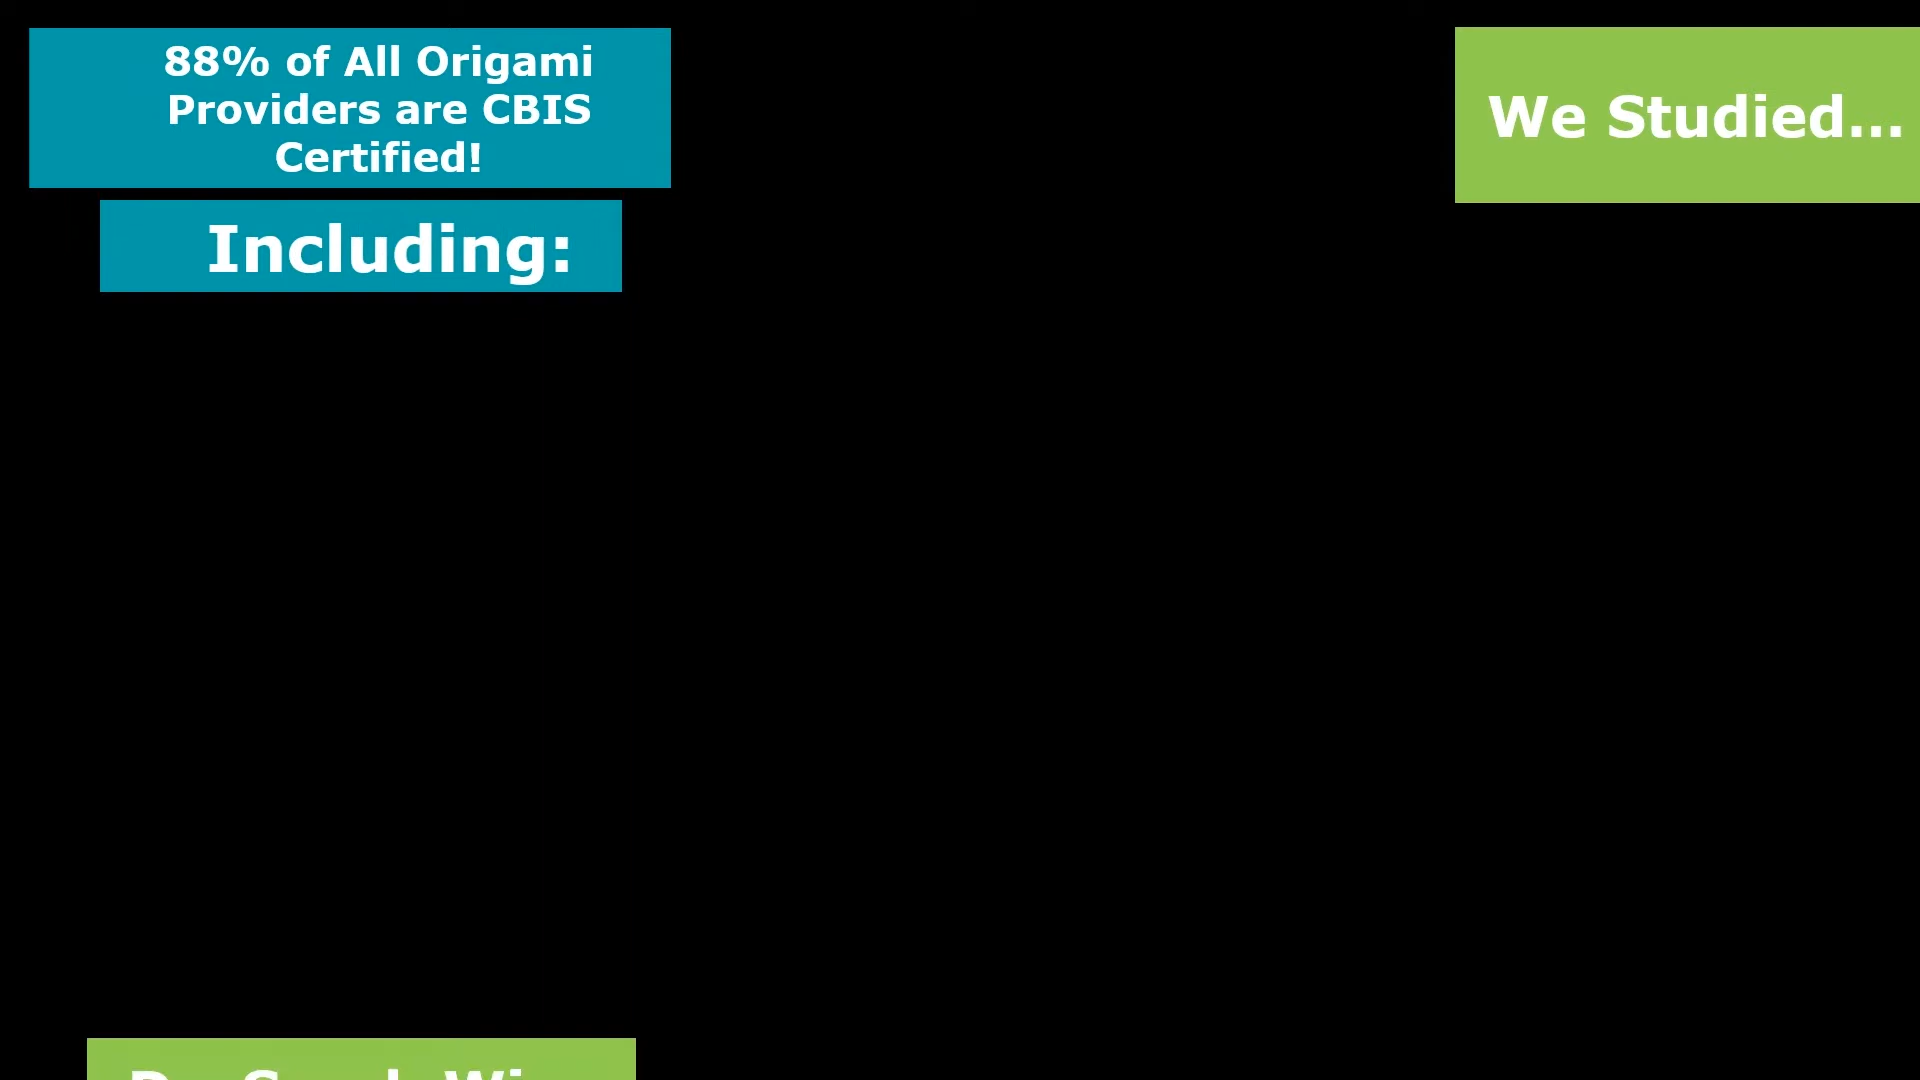 88% of All Origami
Providers are CBIS
Certified!
We Studied...
Including: